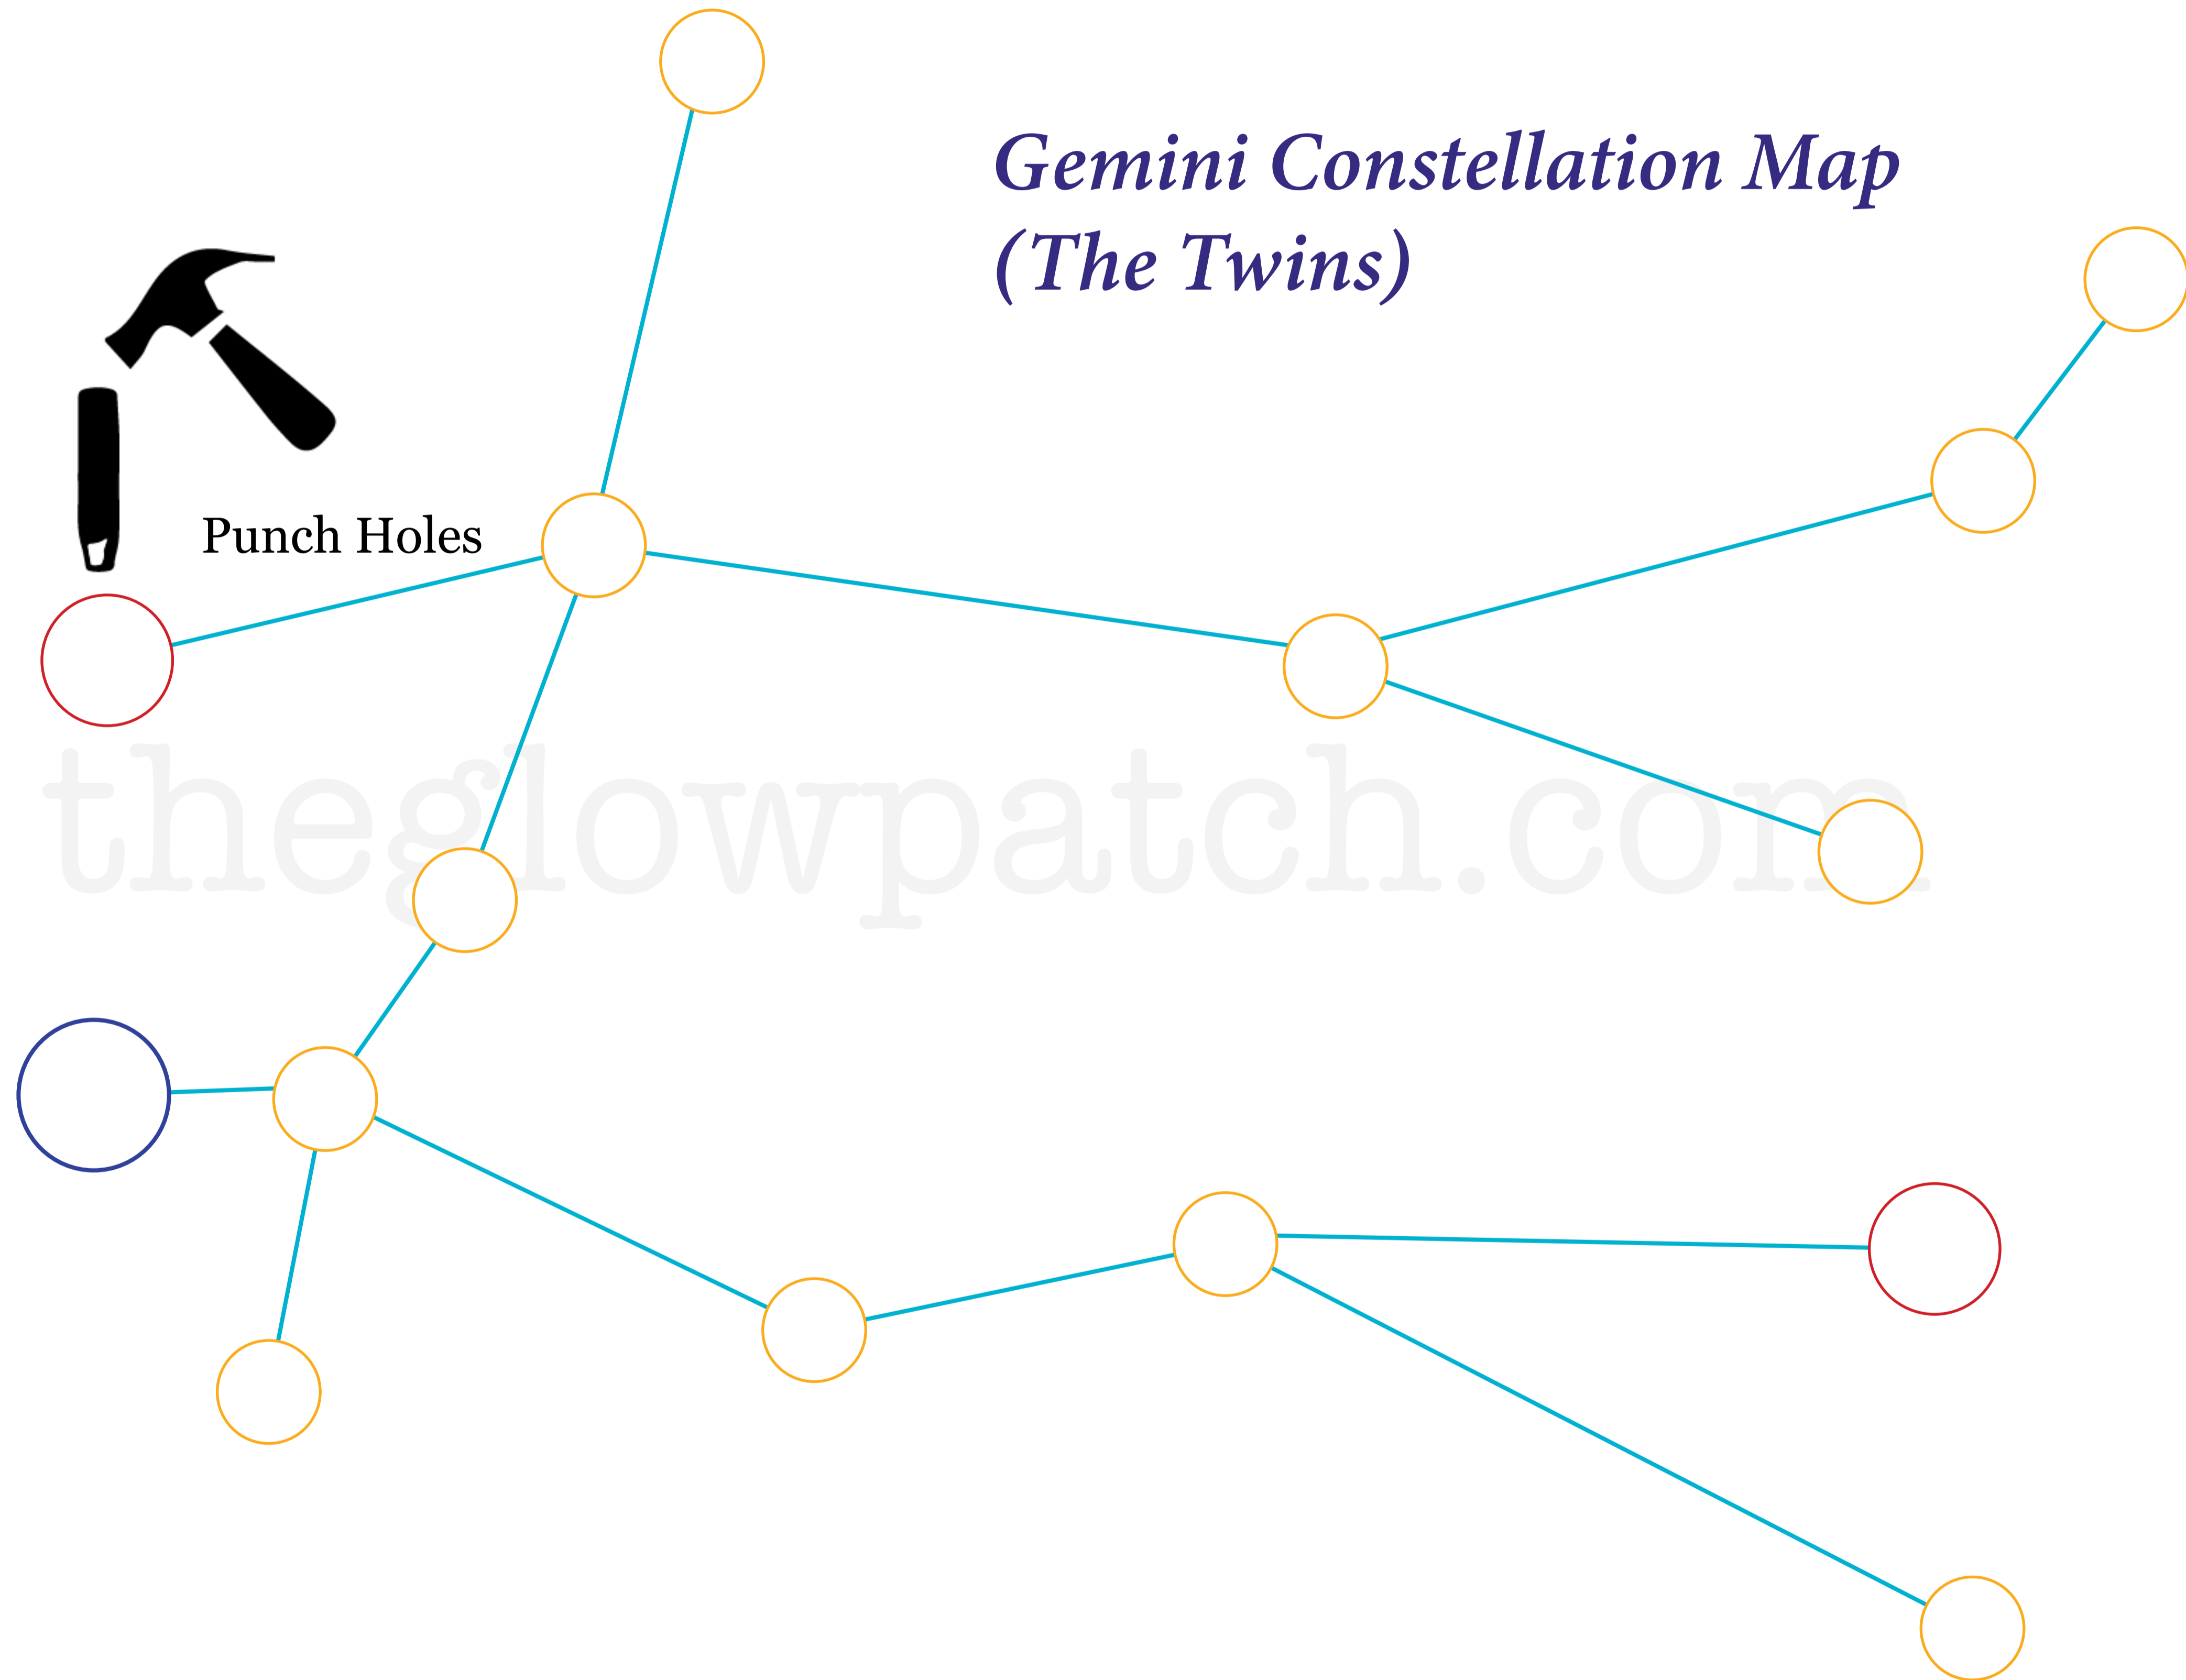 Gemini Constellation Map
(The Twins)
Punch Holes
theglowpatch.com